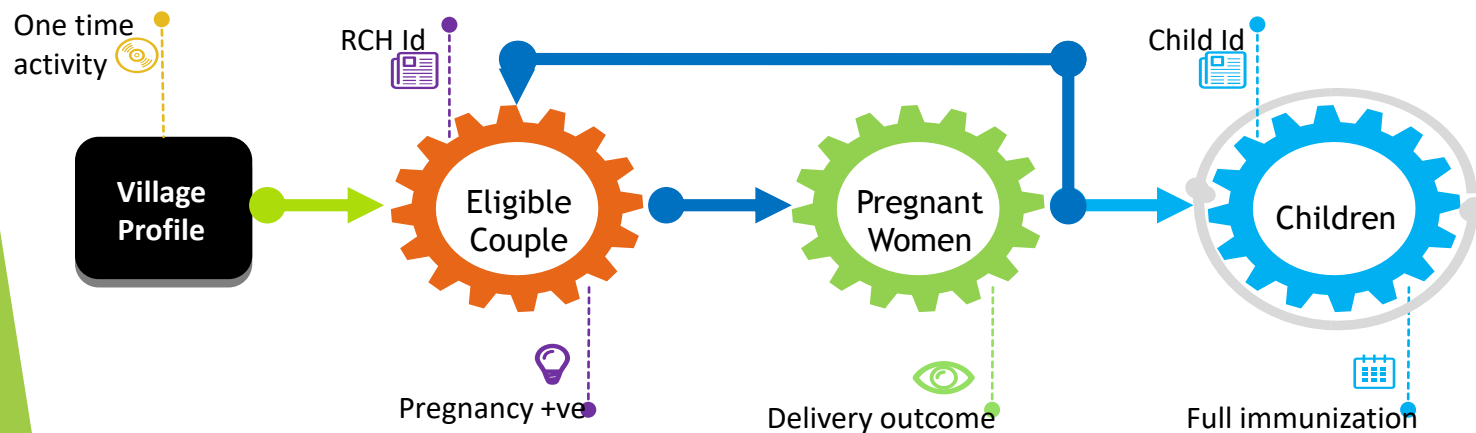 One time
activity
RCH Id
Child Id
Village
Profile
Eligible
Couple
Pregnant
Women
Children
Pregnancy +ve
Delivery outcome
Full immunization